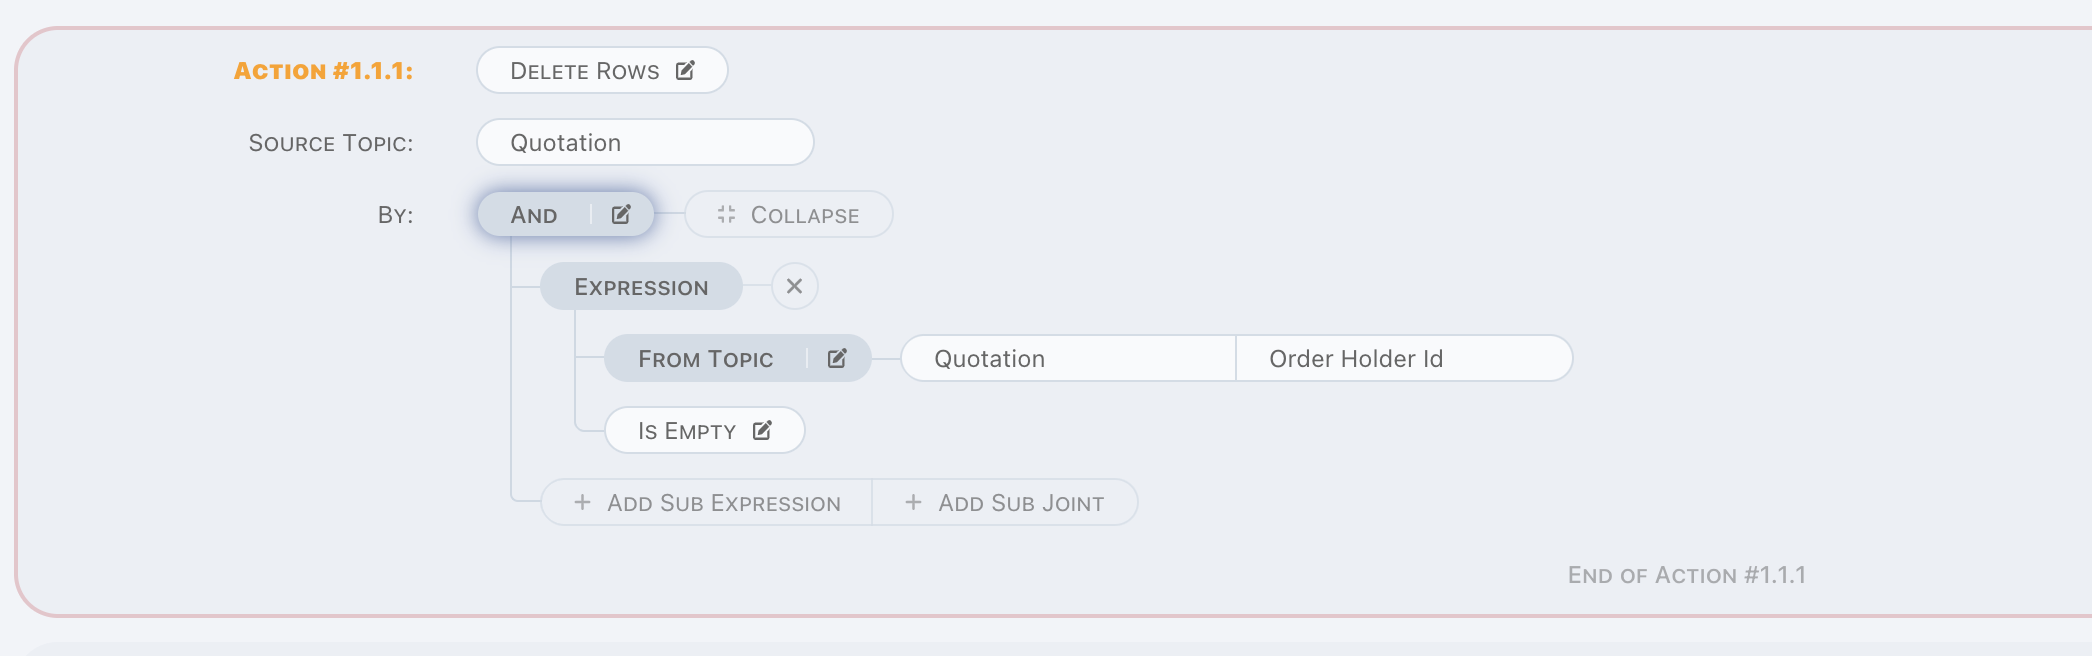 Action #1.1.1: Delete Rows
Source Topic: Quotation
By: And Collapse
Expression
From Topic Quotation Order Holder Id
Is Empty
Add Sub Expression Add Sub Joint
End of Action #1.1.1